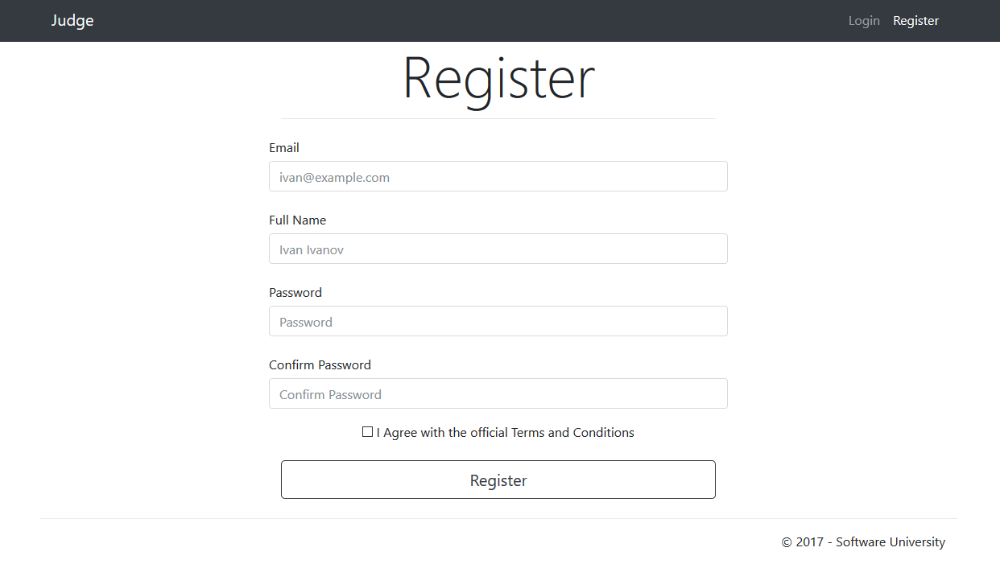 Judge
Login Register
Register
Email
ivan@example.com
Full Name
Ivan Ivanov
Password
Password
Confirm Password
Confirm Password
I Agree with the official Terms and Conditions
Register
© 2017 - Software University